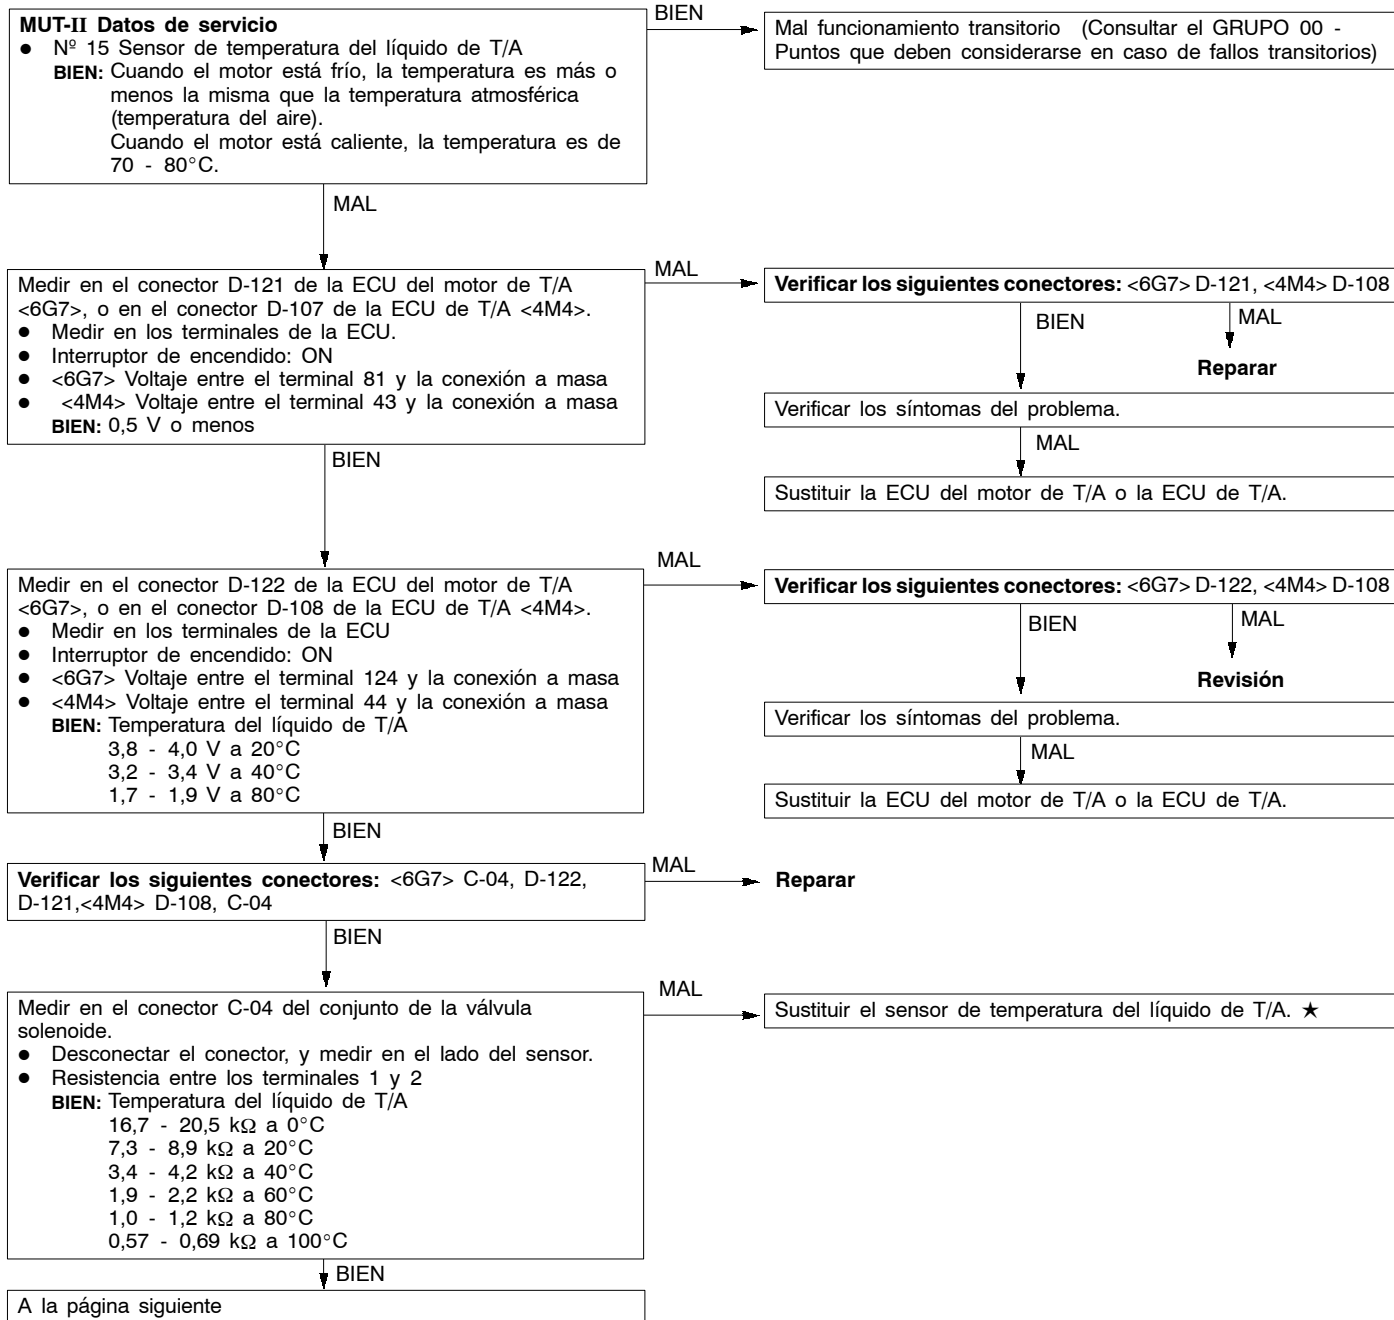 MUT-II Datos de servicio
● Nº 15 Sensor de temperatura del líquido de T/A
BIEN: Cuando el motor está frío, la temperatura es más o
menos la misma que la temperatura atmosférica
(temperatura del aire).
Cuando el motor está caliente, la temperatura es de
70 - 80°C.
BIEN
Mal funcionamiento transitorio (Consultar el GRUPO 00 -
Puntos que deben considerarse en caso de fallos transitorios)
MAL
Medir en el conector D-121 de la ECU del motor de T/A
<6G7>, o en el conector D-107 de la ECU de T/A <4M4>.
● Medir en los terminales de la ECU.
● Interruptor de encendido: ON
● <6G7> Voltaje entre el terminal 81 y la conexión a masa
● <4M4> Voltaje entre el terminal 43 y la conexión a masa
BIEN: 0,5 V o menos
MAL
Verificar los siguientes conectores: <6G7> D-121, <4M4> D-108
BIEN
MAL
Reparar
Verificar los síntomas del problema.
MAL
Sustituir la ECU del motor de T/A o la ECU de T/A.
BIEN
Medir en el conector D-122 de la ECU del motor de T/A
<6G7>, o en el conector D-108 de la ECU de T/A <4M4>.
● Medir en los terminales de la ECU
● Interruptor de encendido: ON
● <6G7> Voltaje entre el terminal 124 y la conexión a masa
● <4M4> Voltaje entre el terminal 44 y la conexión a masa
BIEN: Temperatura del líquido de T/A
3,8 - 4,0 V a 20°C
3,2 - 3,4 V a 40°C
1,7 - 1,9 V a 80°C
MAL
Verificar los siguientes conectores: <6G7> D-122, <4M4> D-108
BIEN
MAL
Revisión
Verificar los síntomas del problema.
MAL
Sustituir la ECU del motor de T/A o la ECU de T/A.
BIEN
Verificar los siguientes conectores: <6G7> C-04, D-122,
D-121,<4M4> D-108, C-04
MAL
Reparar
BIEN
Medir en el conector C-04 del conjunto de la válvula
solenoide.
● Desconectar el conector, y medir en el lado del sensor.
● Resistencia entre los terminales 1 y 2
BIEN: Temperatura del líquido de T/A
16,7 - 20,5 kΩ a 0°C
7,3 - 8,9 kΩ a 20°C
3,4 - 4,2 kΩ a 40°C
1,9 - 2,2 kΩ a 60°C
1,0 - 1,2 kΩ a 80°C
0,57 - 0,69 kΩ a 100°C
MAL
Sustituir el sensor de temperatura del líquido de T/A. ★
BIEN
A la página siguiente